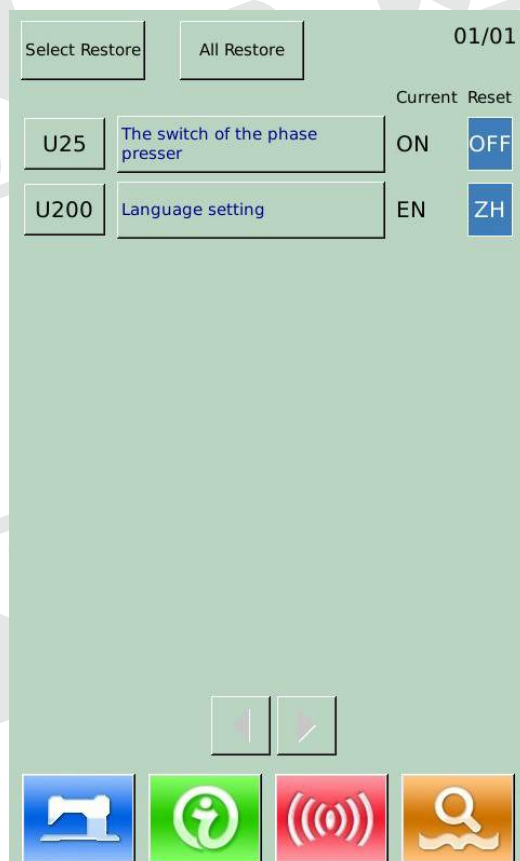 Select Restore
All Restore
01/01
Current Reset
U25
The switch of the phase
presser
ON
OFF
U200
Language setting
EN
ZH